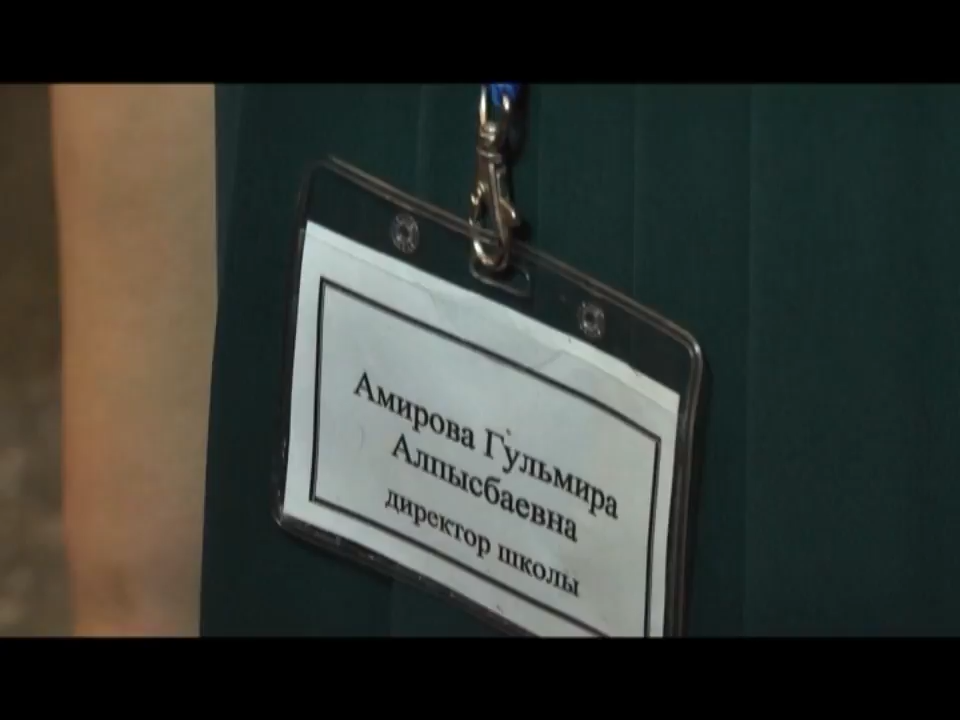 Амирова Гульмира
Алпысбаевна
директор школы